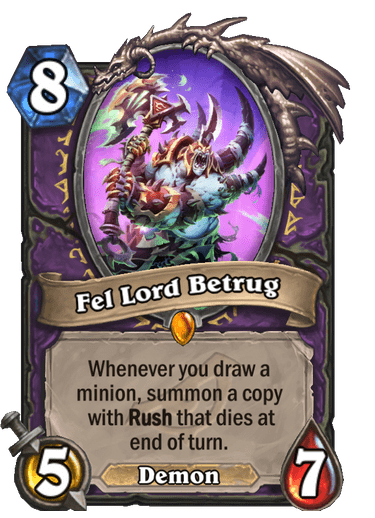 8
Fel Lord Betrug
Whenever you draw a
minion, summon a copy
with Rush that dies at
end of turn.
5
Demon
7